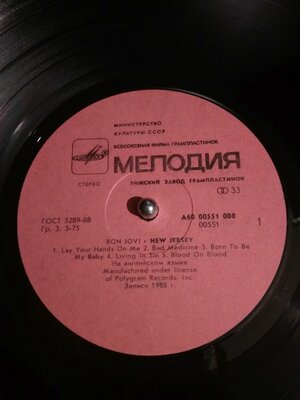 МИНИСТЕРСТВО
КУЛЬТУРЫ СССР
ВСЕСОЮЗНАЯ ФИРМА ГРАМПЛАСТИНОК
МЕЛОДИЯ
СТЕРЕО
РИЖСКИЙ ЗАВОД ГРАМПЛАСТИНОК
33
ГОСТ 5289-88
Гр. 3. 3-75
А60 00551 008
00551
1
BON JOVI - NEW JERSEY
1. Lay Your Hands On Me 2. Bad Medicine 3. Born To Be
My Baby 4. Living In Sin 5. Blood On Blood
На английском языке
Manufactured under license
of Polygram Records, Inc.
Записи 1988 г.